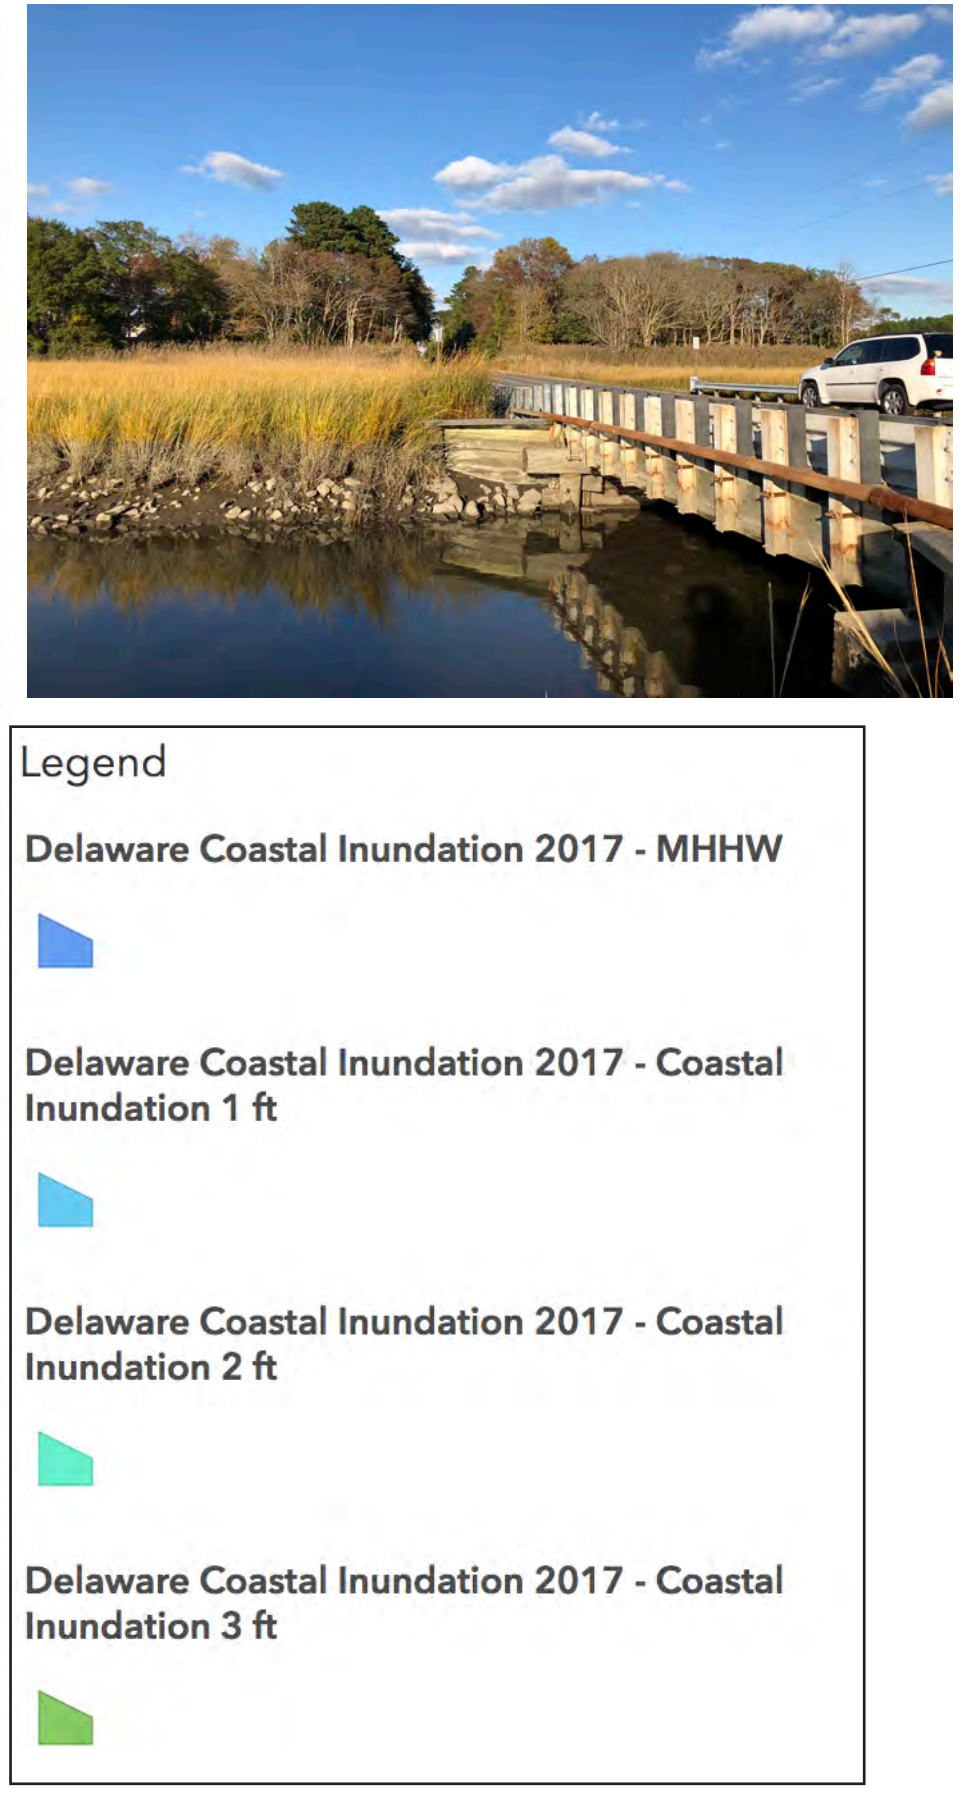 Legend
Delaware Coastal Inundation 2017 - MHHW
Delaware Coastal Inundation 2017 - Coastal
Inundation 1 ft
Delaware Coastal Inundation 2017 - Coastal
Inundation 2 ft
Delaware Coastal Inundation 2017 - Coastal
Inundation 3 ft